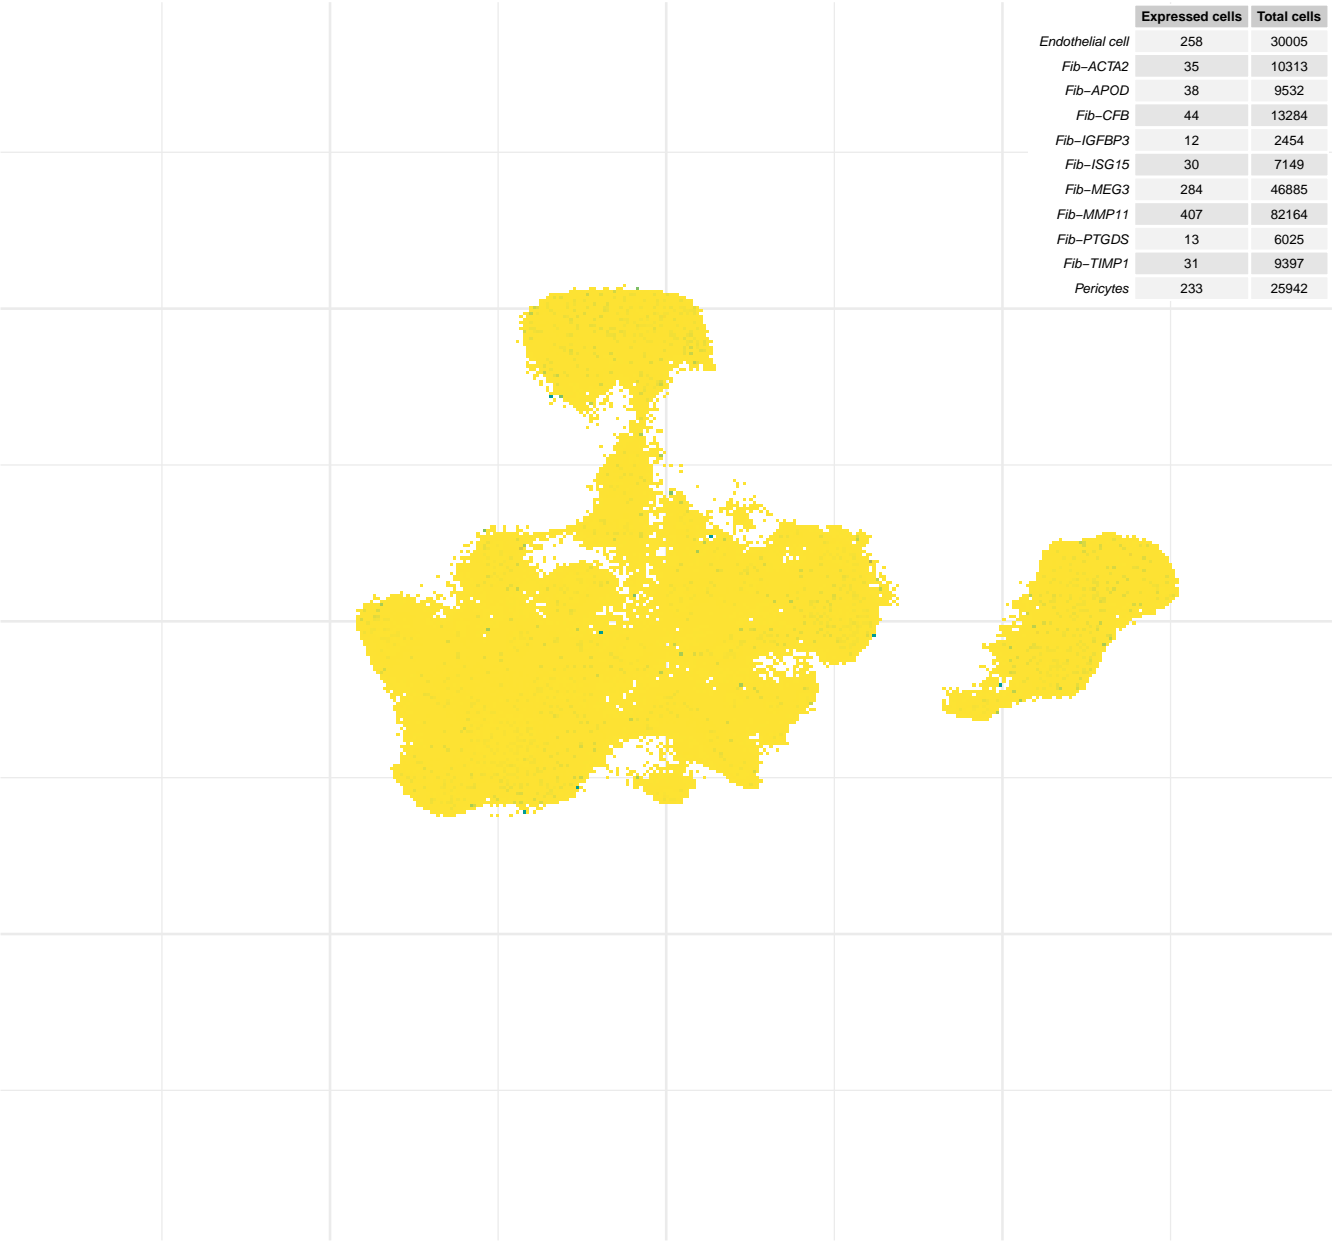 Expressed cells Total cells
Endothelial cell 258 30005
Fib−ACTA2 35 10313
Fib−APOD 38 9532
Fib−CFB 44 13284
Fib−IGFBP3 12 2454
Fib−ISG15 30 7149
Fib−MEG3 284 46885
Fib−MMP11 407 82164
Fib−PTGDS 13 6025
Fib−TIMP1 31 9397
Pericytes 233 25942